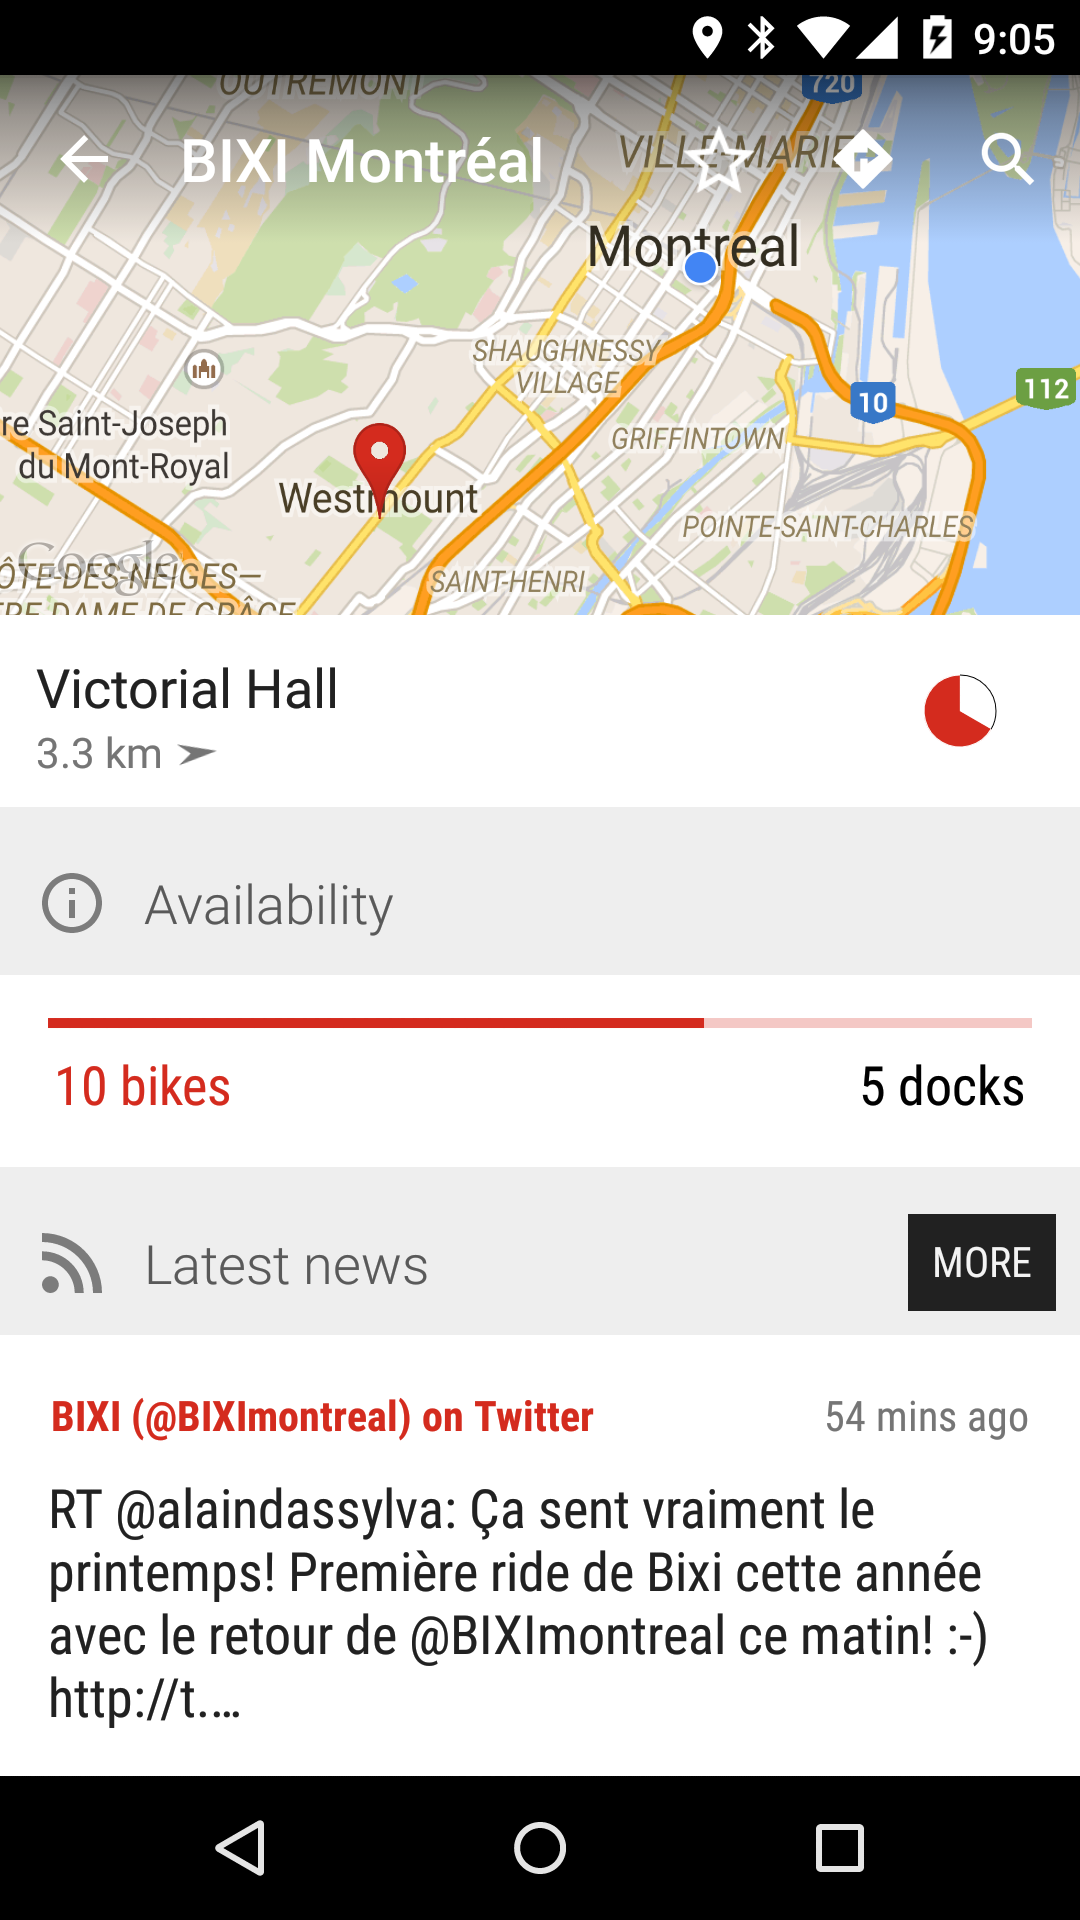 9:05
OUTREMONT
720
BIXI Montréal
VILLE-MARIE
Montreal
SHAUGHNESSY
VILLAGE
112
10
re Saint-Joseph
du Mont-Royal
GRIFFINTOWN
Westmount
POINTE-SAINT-CHARLES
Google
ÔTE-DES-NEIGES—
SAINT-HENRI
RE DAME DE GRÂCE
Victorial Hall
3.3 km
Availability
10 bikes
5 docks
Latest news
MORE
BIXI (@BIXImontreal) on Twitter
54 mins ago
RT @alaindassylva: Ça sent vraiment le
printemps! Première ride de Bixi cette année
avec le retour de @BIXImontreal ce matin! :-)
http://t.…